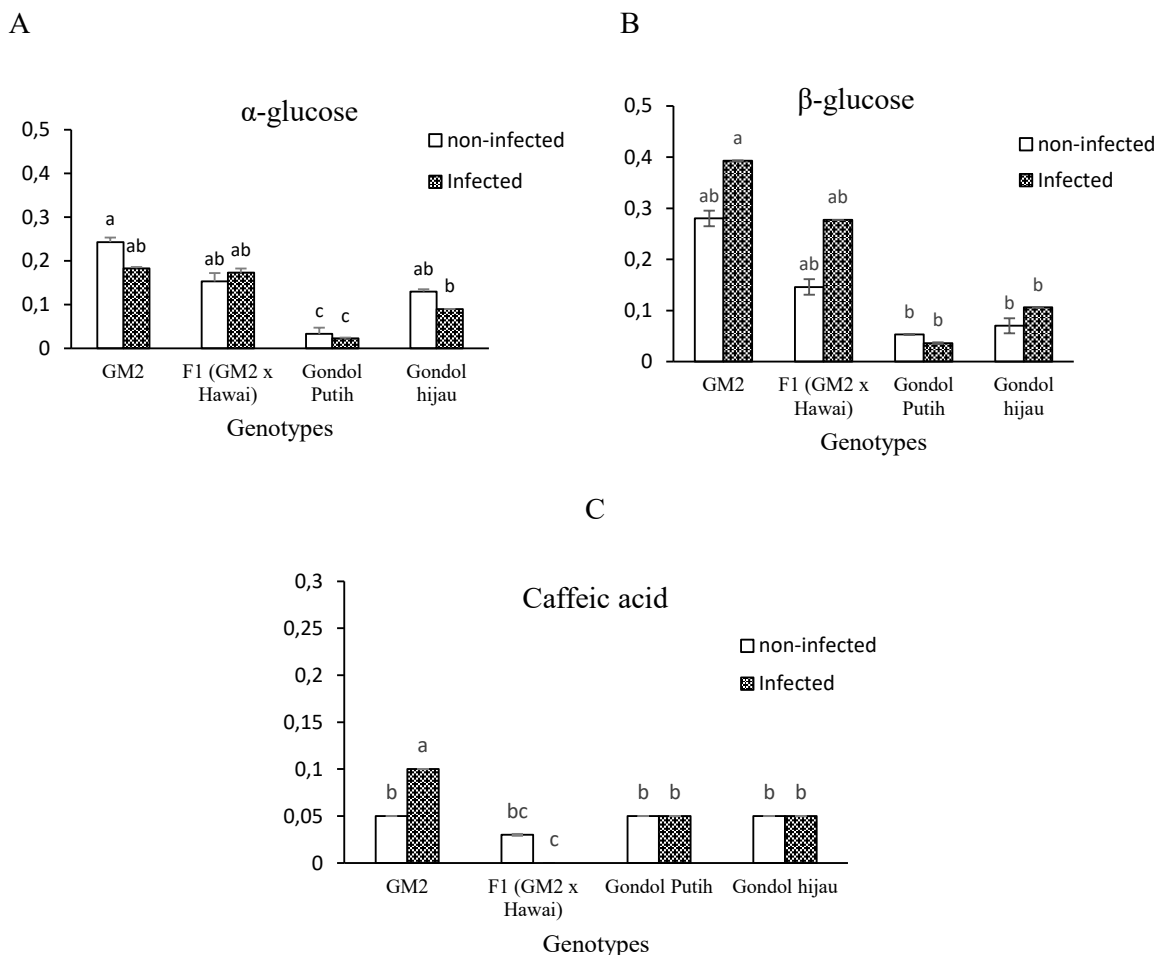 A
α-glucose
0,5
0,4
0,3
0,2
0,1
0
non-infected
Infected
a
ab
ab
ab
c
c
ab
b
GM2
F1 (GM2 x
Hawai)
Gondol
Putih
Gondol
hijau
Genotypes
B
β-glucose
0,5
0,4
0,3
0,2
0,1
0
non-infected
Infected
ab
a
ab
ab
b
b
b
b
GM2
F1 (GM2 x
Hawai)
Gondol
Putih
Gondol
hijau
Genotypes
C
Caffeic acid
0,3
0,25
0,2
0,15
0,1
0,05
0
non-infected
Infected
b
a
bc
c
b
b
b
b
GM2
F1 (GM2 x
Hawai)
Gondol Putih
Gondol hijau
Genotypes